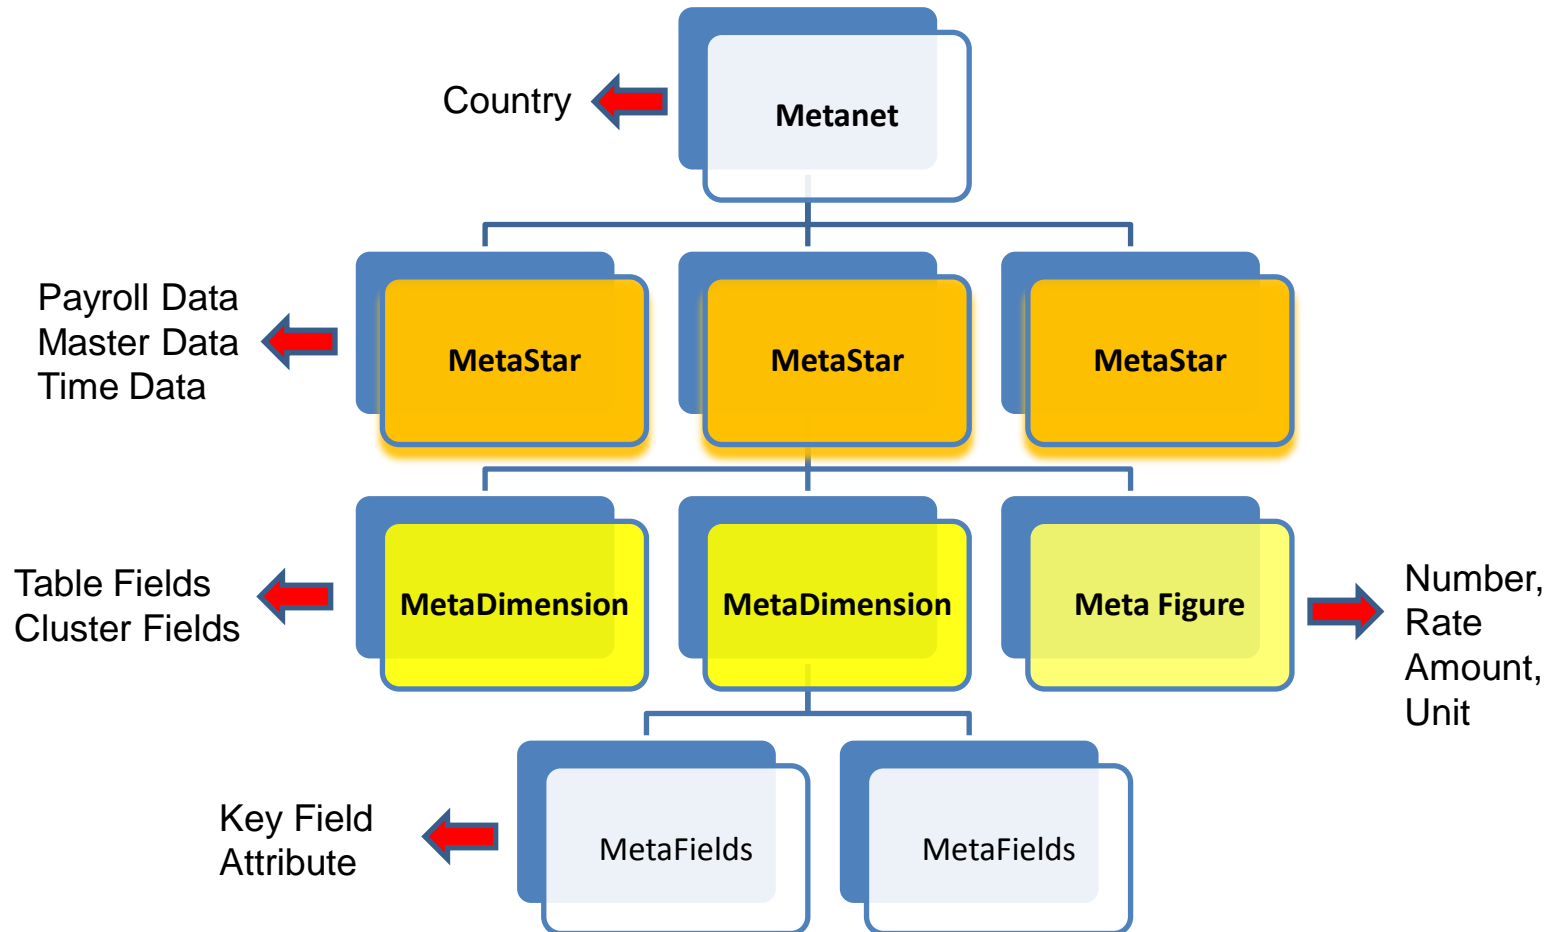 Country
Metanet
Payroll Data
Master Data
Time Data
MetaStar
MetaStar
MetaStar
Table Fields
Cluster Fields
MetaDimension
MetaDimension
Meta Figure
Number,
Rate
Amount,
Unit
Key Field
Attribute
MetaFields
MetaFields